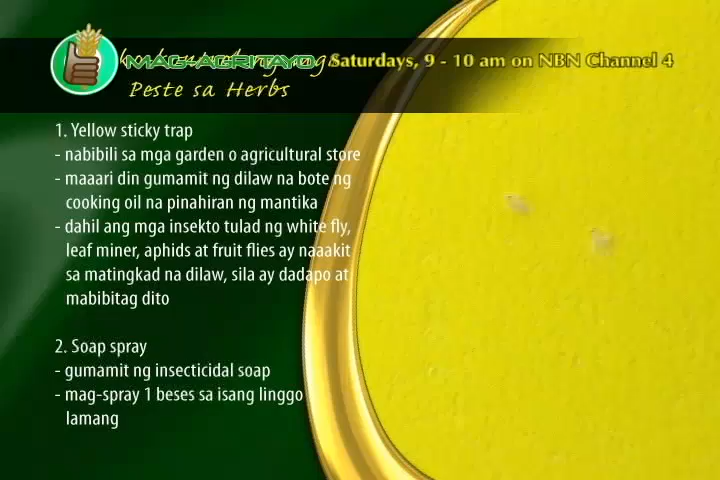 MAG-AGRI TAYO
Saturdays, 9 - 10 am on NBN Channel 4
Peste sa Herbs
1. Yellow sticky trap
- nabibili sa mga garden o agricultural store
- maaari din gumamit ng dilaw na bote ng
cooking oil na pinahiran ng mantika
- dahil ang mga insekto tulad ng white fly,
leaf miner, aphids at fruit flies ay naaakit
sa matingkad na dilaw, sila ay dadapo at
mabibitag dito
2. Soap spray
- gumamit ng insecticidal soap
- mag-spray 1 beses sa isang linggo
lamang